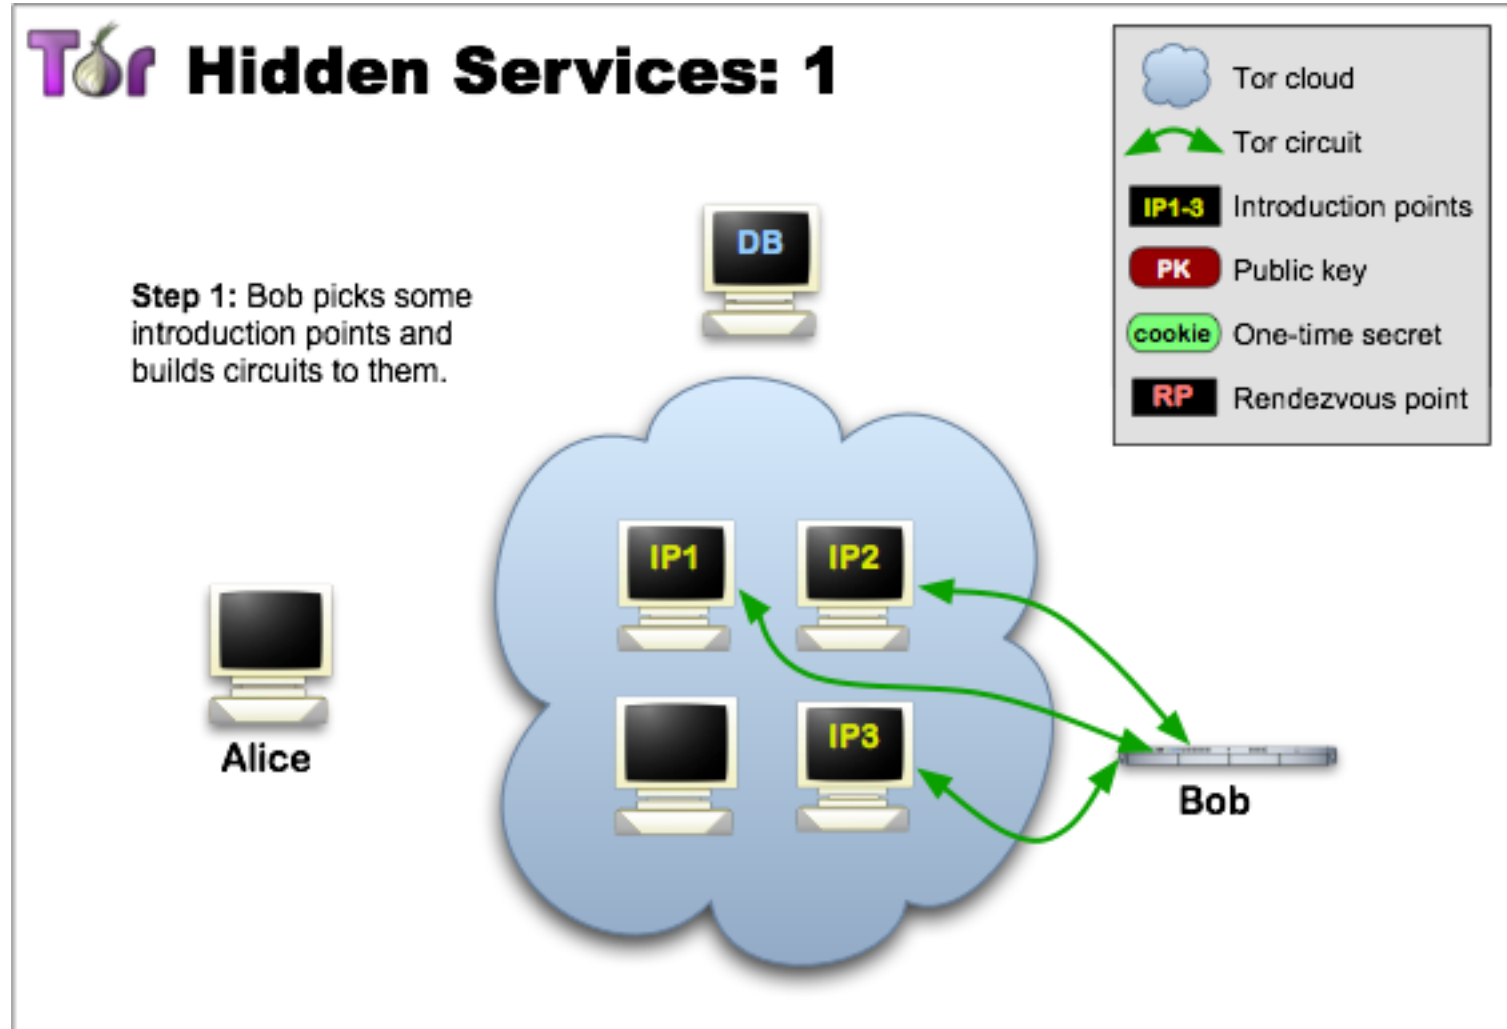 Tor Hidden Services: 1
Tor cloud
Tor circuit
IP1-3 Introduction points
PK Public key
cookie One-time secret
RP Rendezvous point
DB
Step 1: Bob picks some
introduction points and
builds circuits to them.
IP1 IP2
IP3
Alice
Bob